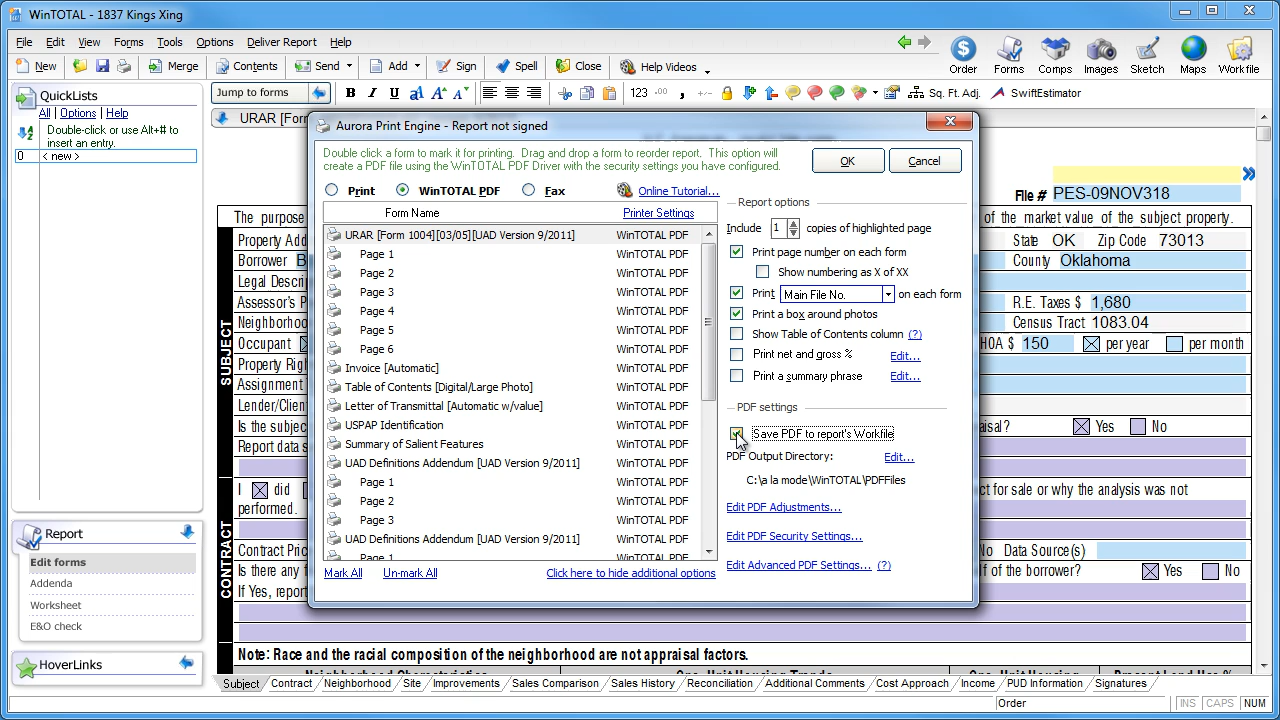 WinTOTAL - 1837 Kings Xing
File Edit View Forms Tools Options Deliver Report Help
New Merge Contents Send Add Sign Spell Close Help Videos
Order Forms Comps Images Sketch Maps Workfile
QuickLists
All | Options | Help
Double-click or use Alt+# to
insert an entry.
0 < new >
Jump to forms B I U 123 Sq. Ft. Adj. SwiftEstimator
URAR [For
Aurora Print Engine - Report not signed
Double click a form to mark it for printing. Drag and drop a form to reorder report. This option will
create a PDF file using the WinTOTAL PDF Driver with the security settings you have configured.
OK Cancel
Print WinTOTAL PDF Fax Online Tutorial...
Form Name Printer Settings
URAR [Form 1004][03/05][UAD Version 9/2011] WinTOTAL PDF
Page 1 WinTOTAL PDF
Page 2 WinTOTAL PDF
Page 3 WinTOTAL PDF
Page 4 WinTOTAL PDF
Page 5 WinTOTAL PDF
Page 6 WinTOTAL PDF
Invoice [Automatic] WinTOTAL PDF
Table of Contents [Digital/Large Photo] WinTOTAL PDF
Letter of Transmittal [Automatic w/value] WinTOTAL PDF
USPAP Identification WinTOTAL PDF
Summary of Salient Features WinTOTAL PDF
UAD Definitions Addendum [UAD Version 9/2011] WinTOTAL PDF
Page 1 WinTOTAL PDF
Page 2 WinTOTAL PDF
Page 3 WinTOTAL PDF
UAD Definitions Addendum [UAD Version 9/2011] WinTOTAL PDF
Page 1 WinTOTAL PDF
Mark All Un-mark All Click here to hide additional options
Report options
Include 1 copies of highlighted page
Print page number on each form
Show numbering as X of XX
Print Main File No. on each form
Print a box around photos
Show Table of Contents column (?)
Print net and gross % Edit...
Print a summary phrase Edit...
PDF settings
Save PDF to report's Workfile
PDF Output Directory: Edit...
C:\a la mode\WinTOTAL\PDFFiles
Edit PDF Adjustments...
Edit PDF Security Settings...
Edit Advanced PDF Settings... (?)
File # PES-09NOV318
The purpose of the market value of the subject property.
Property Add State OK Zip Code 73013
Borrower B County Oklahoma
Legal Descri
Assessor's P R.E. Taxes $ 1,680
Neighborhoo Census Tract 1083.04
Occupant HOA $ 150 per year per month
Property Righ
Assignment
Lender/Clien
Is the subjec Yes No
Report data s
SUBJECT
I did ct for sale or why the analysis was not
performed.
Contract Pric No Data Source(s)
Is there any f lf of the borrower? Yes No
If Yes, report
CONTRACT
Note: Race and the racial composition of the neighborhood are not appraisal factors.
Report
Edit forms
Addenda
Worksheet
E&O check
HoverLinks
Subject Contract Neighborhood Site Improvements Sales Comparison Sales History Reconciliation Additional Comments Cost Approach Income PUD Information Signatures
Order INS CAPS NUM